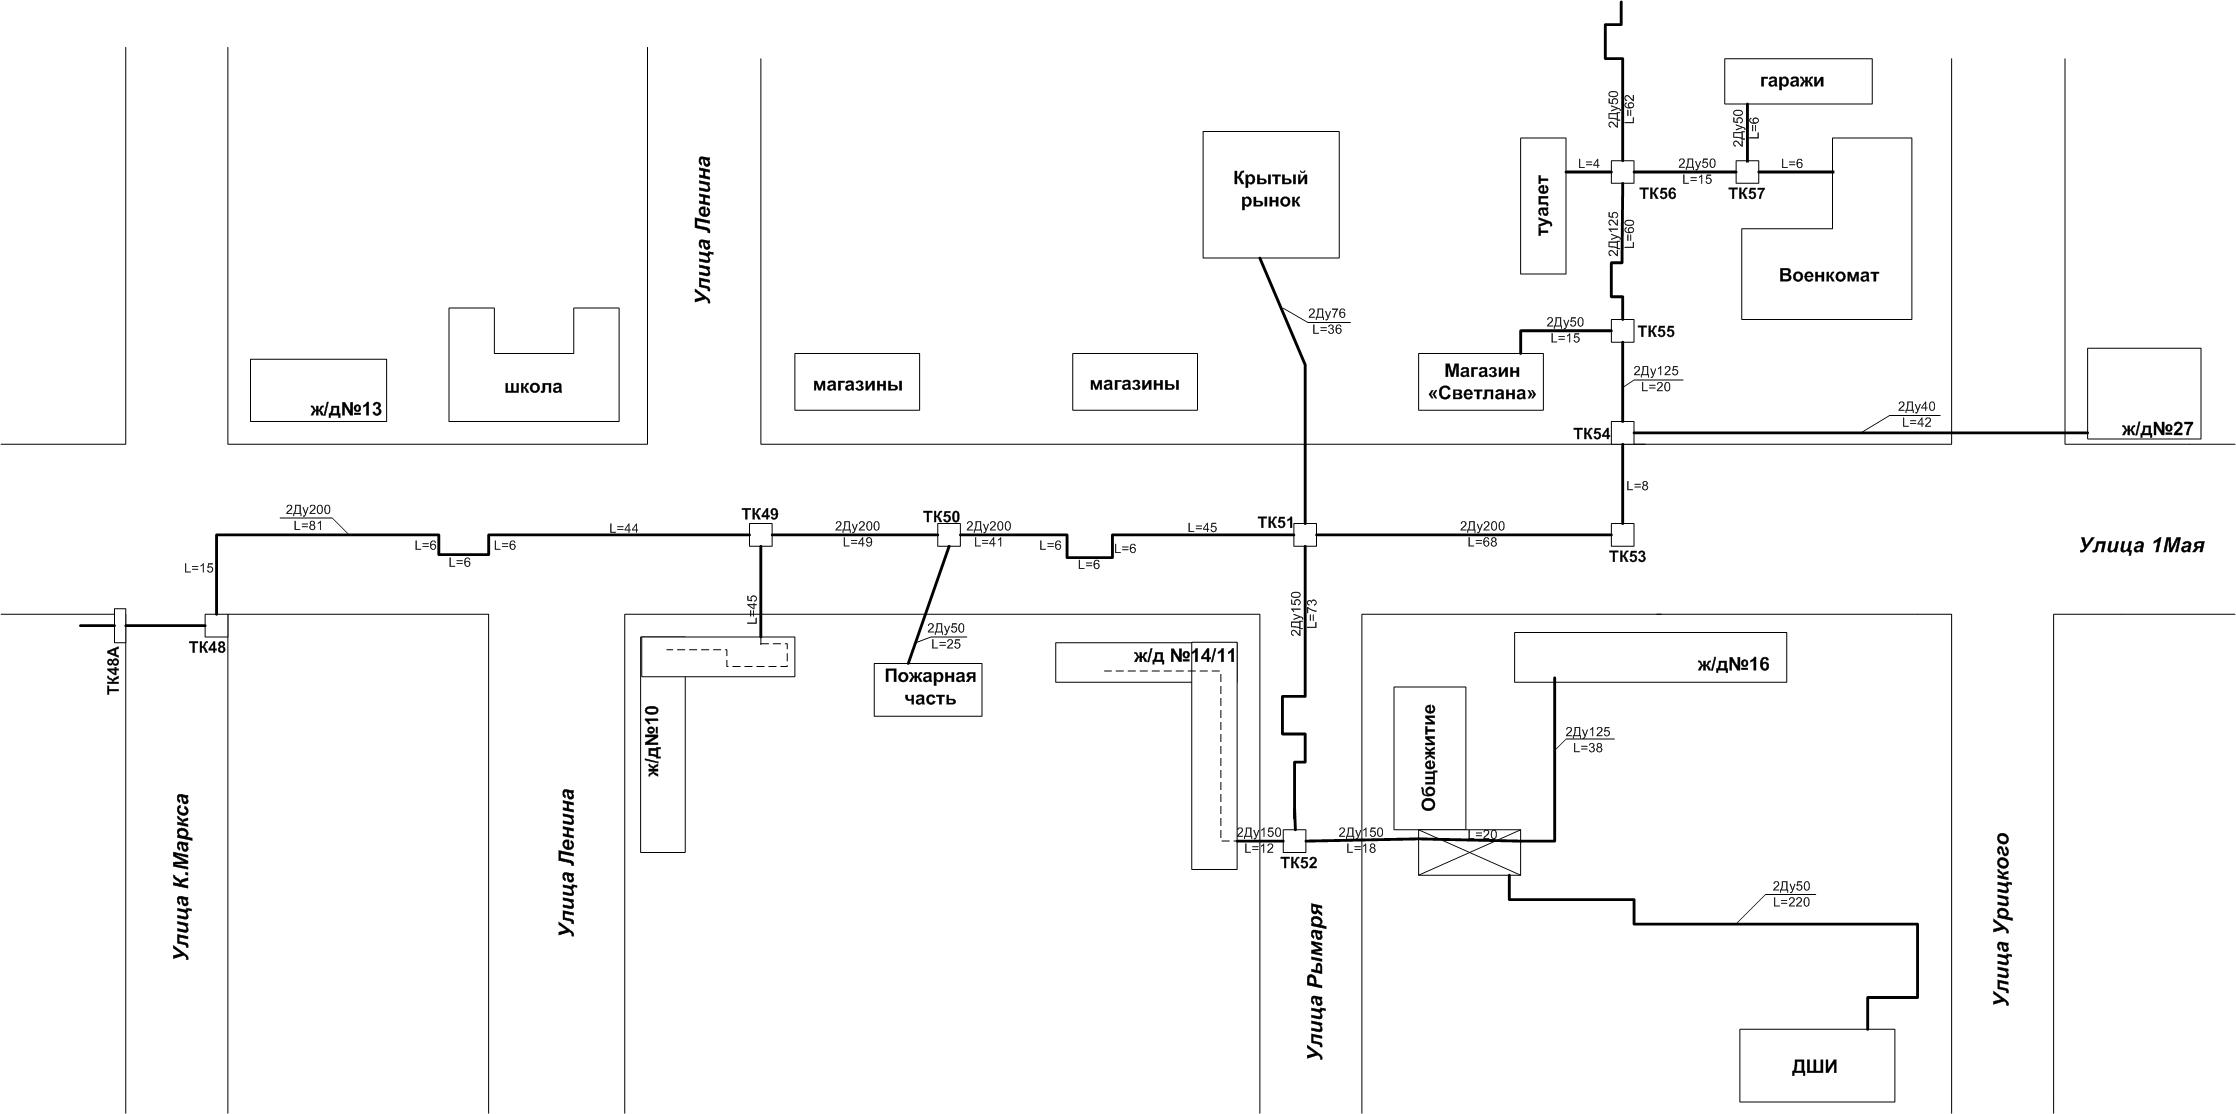 гаражи
2Ду50
L=62
2Ду50
L=6
Крытый
рынок
туалет
L=4
2Ду50
L=15
L=6
ТК56
ТК57
Улица Ленина
2Ду125
L=60
Военкомат
2Ду76
L=36
2Ду50
L=15
ТК55
школа
ж/д№13
магазины
магазины
Магазин
«Светлана»
2Ду125
L=20
2Ду40
L=42
ТК54
ж/д№27
L=8
2Ду200
L=81
L=6
L=6
L=6
L=44
ТК49
2Ду200
L=49
ТК50
2Ду200
L=41
L=6
L=6
L=6
L=45
ТК51
2Ду200
L=68
ТК53
Улица 1Мая
L=15
ТК48А
ТК48
L=45
2Ду50
L=25
2Ду150
L=73
ж/д№10
Пожарная
часть
ж/д №14/11
ж/д№16
Общежитие
2Ду125
L=38
2Ду150
L=12
ТК52
2Ду150
L=18
L=20
2Ду50
L=220
Улица К.Маркса
Улица Ленина
Улица Рымаря
Улица Урицкого
ДШИ